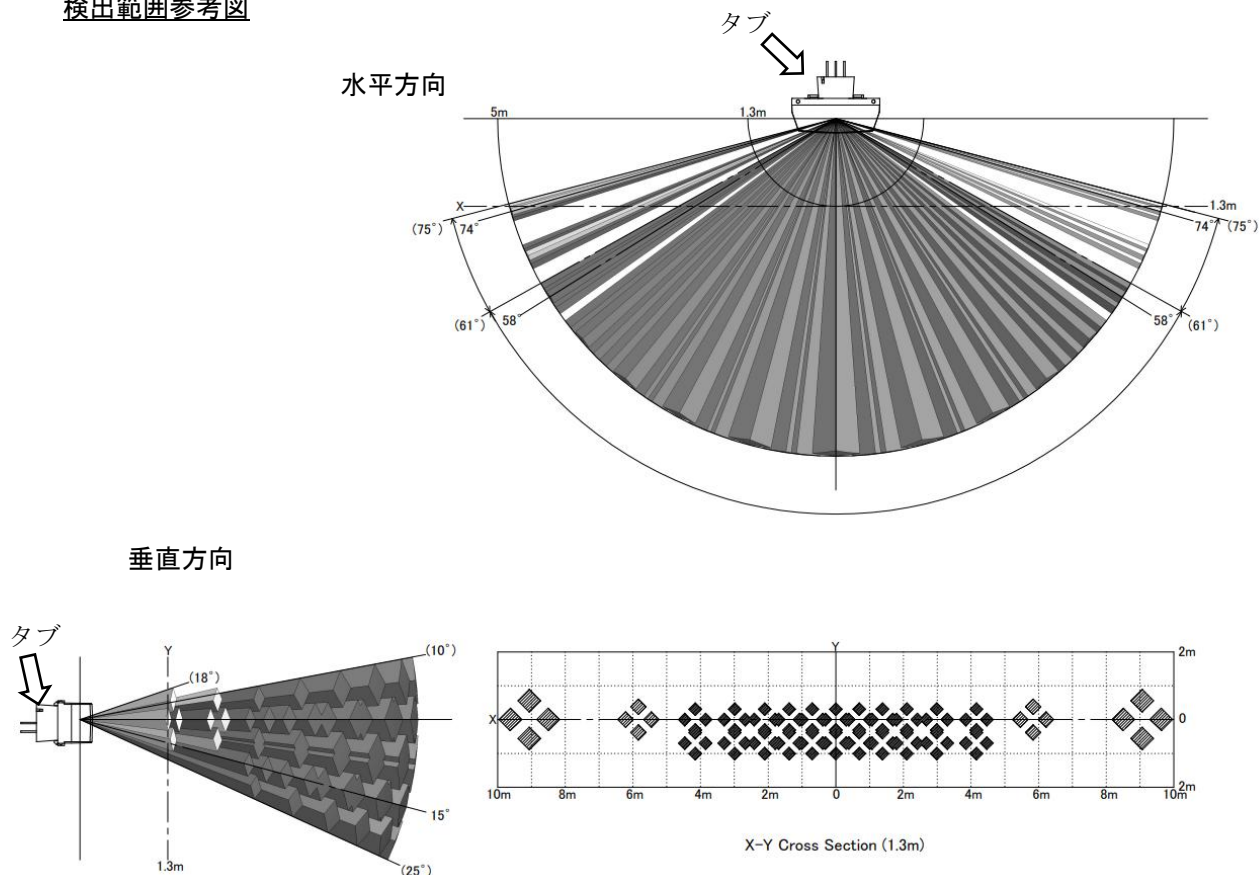 検出範囲参考図
タブ
水平方向
5m
1.3m
X
1.3m
(75°)
74°
74°
(75°)
(61°)
58°
58°
(61°)
垂直方向
タブ
Y
(10°)
(18°)
15°
(25°)
1.3m
Y
2m
X
0
2m
10m 8m 6m 4m 2m 0 2m 4m 6m 8m 10m
X-Y Cross Section (1.3m)